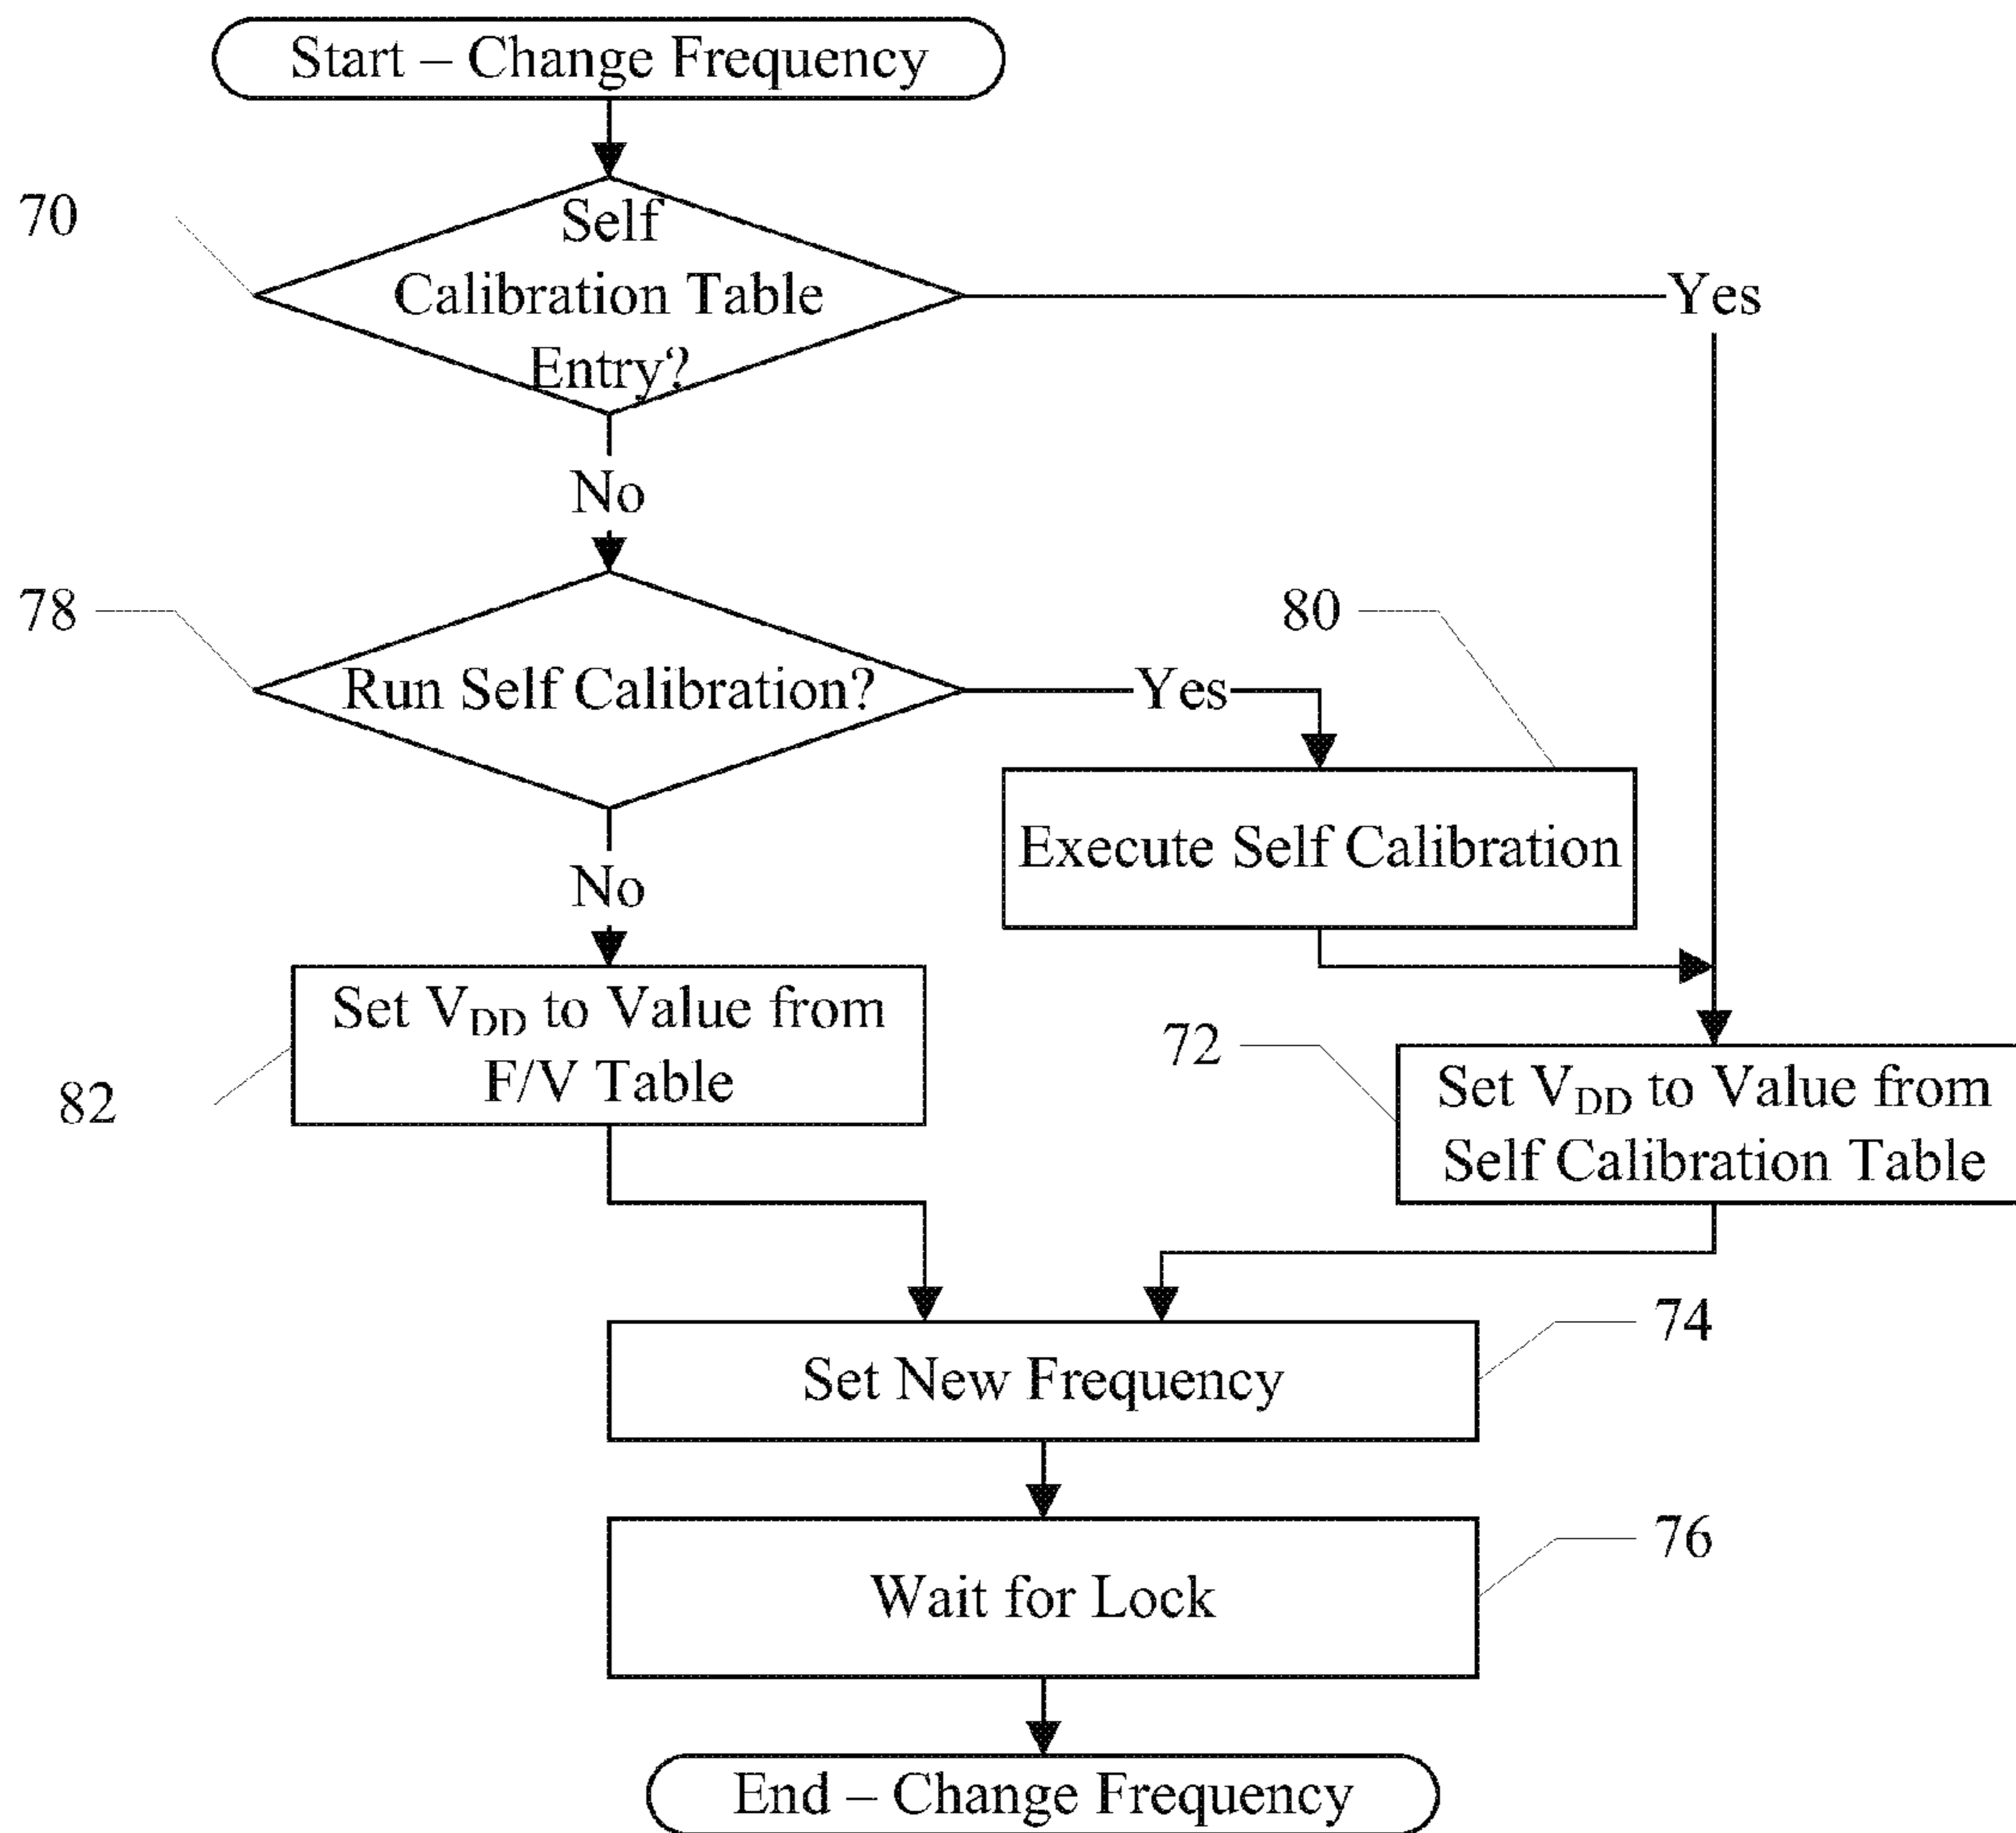 Start – Change Frequency
70
Self
Calibration Table
Entry?
Yes
No
78
80
Run Self Calibration?
Yes
Execute Self Calibration
No
Set VDD to Value from
F/V Table
82
72
Set VDD to Value from
Self Calibration Table
74
Set New Frequency
76
Wait for Lock
End – Change Frequency